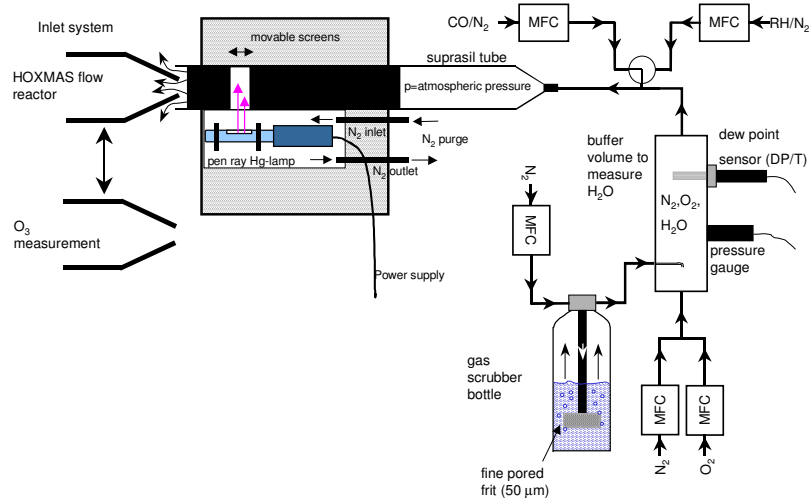 Inlet system
HOXMAS flow
reactor
O3
measurement
movable screens
suprasil tube
p=atmospheric pressure
N2 inlet
N2 purge
pen ray Hg-lamp
N2 outlet
Power supply
CO/N2
MFC
MFC
RH/N2
buffer
volume to
measure
H2O
dew point
sensor (DP/T)
N2,O2,
H2O
pressure
gauge
N2
MFC
gas
scrubber
bottle
fine pored
frit (50 µm)
MFC
MFC
N2
O2